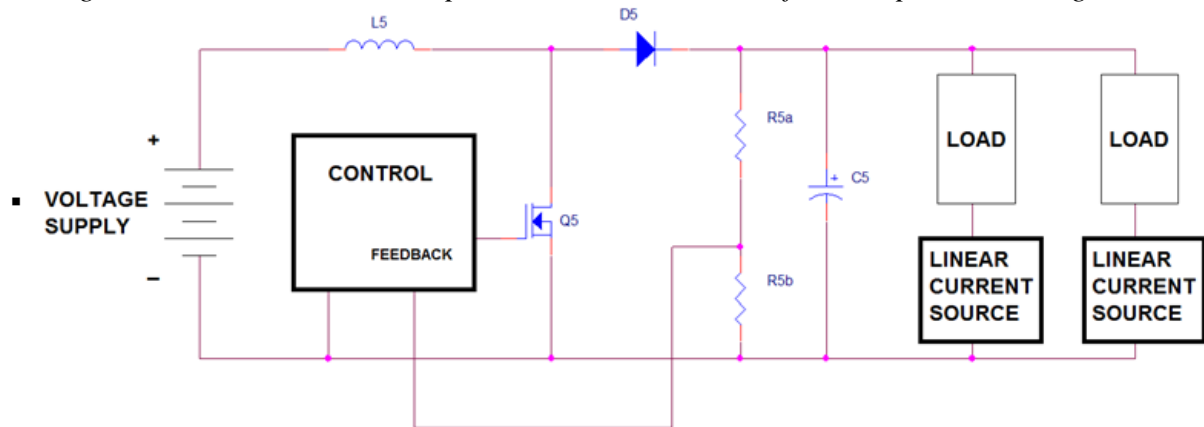 L5
D5
R5a
LOAD
LOAD
+
CONTROL
+
C5
VOLTAGE
SUPPLY
Q5
FEEDBACK
LINEAR
CURRENT
SOURCE
LINEAR
CURRENT
SOURCE
R5b
–